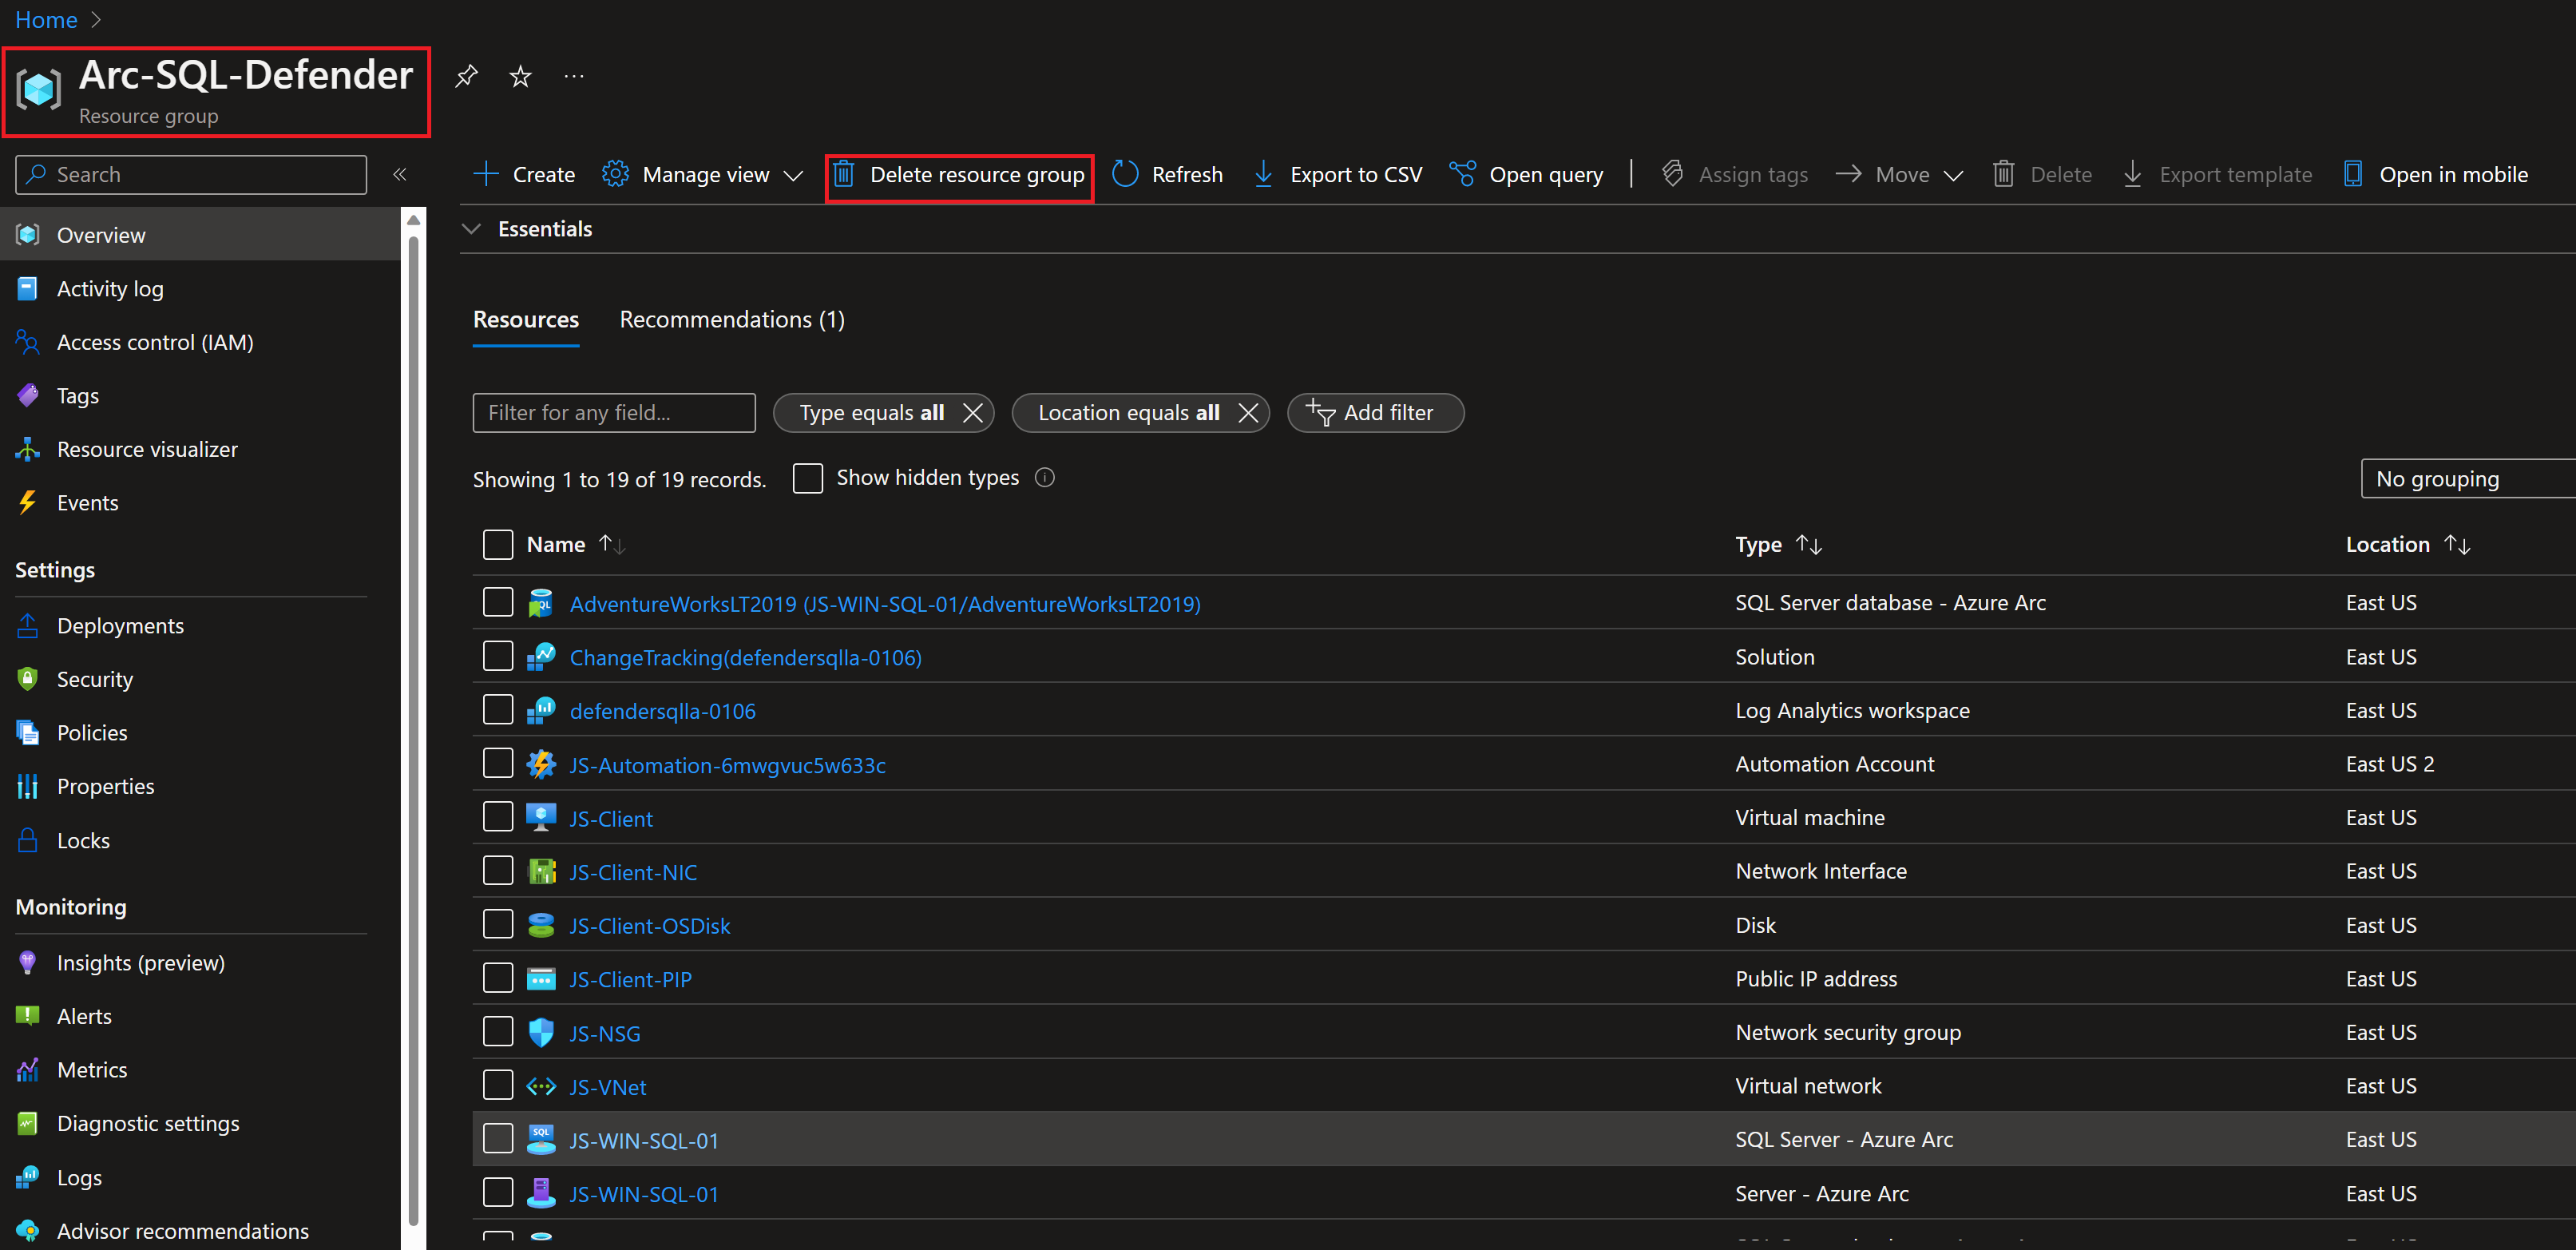 Home
Arc-SQL-Defender
Resource group
Search
Create
Manage view
Delete resource group
Refresh
Export to CSV
Open query
Assign tags
Move
Delete
Export template
Open in mobile
Overview
Activity log
Access control (IAM)
Tags
Resource visualizer
Events
Settings
Deployments
Security
Policies
Properties
Locks
Monitoring
Insights (preview)
Alerts
Metrics
Diagnostic settings
Logs
Advisor recommendations
Essentials
Resources
Recommendations (1)
Filter for any field...
Type equals all
Location equals all
Add filter
Showing 1 to 19 of 19 records.
Show hidden types
No grouping
Name Type Location
AdventureWorksLT2019 (JS-WIN-SQL-01/AdventureWorksLT2019) SQL Server database - Azure Arc East US
ChangeTracking(defendersqlla-0106) Solution East US
defendersqlla-0106 Log Analytics workspace East US
JS-Automation-6mwgvuc5w633c Automation Account East US 2
JS-Client Virtual machine East US
JS-Client-NIC Network Interface East US
JS-Client-OSDisk Disk East US
JS-Client-PIP Public IP address East US
JS-NSG Network security group East US
JS-VNet Virtual network East US
JS-WIN-SQL-01 SQL Server - Azure Arc East US
JS-WIN-SQL-01 Server - Azure Arc East US